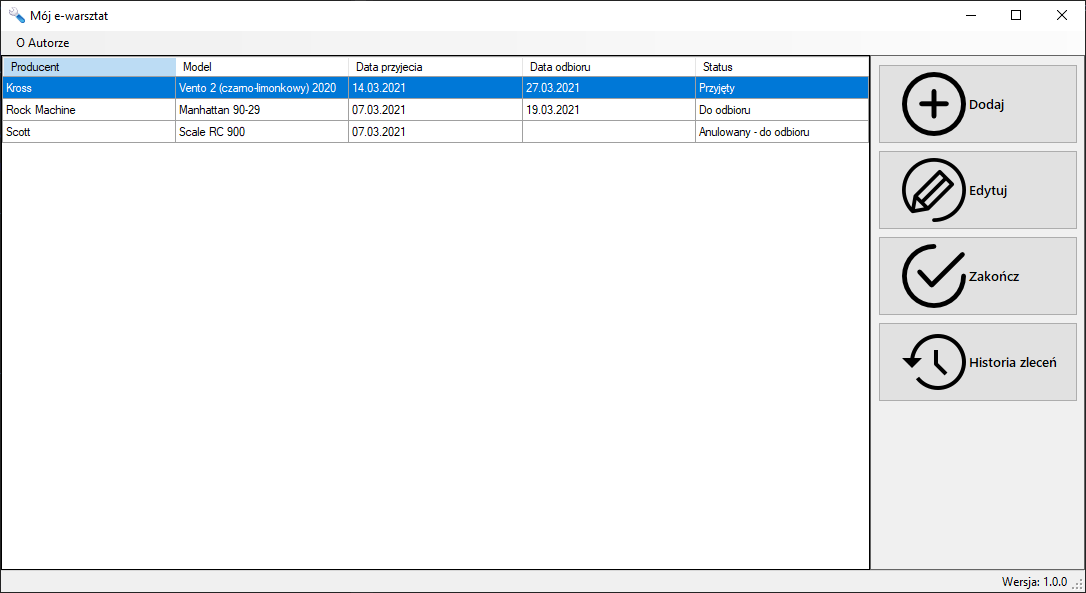 Mój e-warsztat
O Autorze
Producent Model Data przyjecia Data odbioru Status
Kross Vento 2 (czarno-limonkowy) 2020 14.03.2021 27.03.2021 Przyjęty
Rock Machine Manhattan 90-29 07.03.2021 19.03.2021 Do odbioru
Scott Scale RC 900 07.03.2021 Anulowany - do odbioru
Dodaj
Edytuj
Zakończ
Historia zleceń
Wersja: 1.0.0